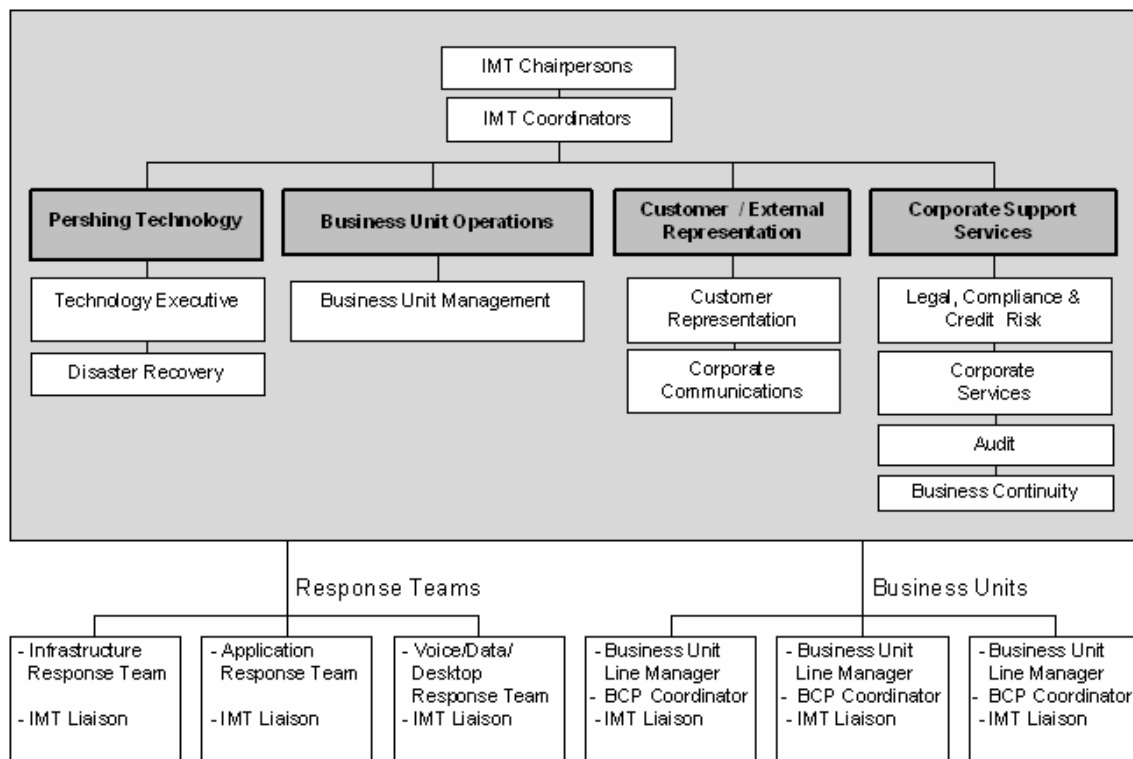 IMT Chairpersons
IMT Coordinators
Pershing Technology
Business Unit Operations
Customer / External
Representation
Corporate Support
Services
Technology Executive
Disaster Recovery
Business Unit Management
Customer
Representation
Corporate
Communications
Legal, Compliance &
Credit Risk
Corporate
Services
Audit
Business Continuity
Response Teams
Business Units
- Infrastructure
Response Team
- IMT Liaison
- Application
Response Team
- IMT Liaison
- Voice/Data/
Desktop
Response Team
- IMT Liaison
- Business Unit
Line Manager
- BCP Coordinator
- IMT Liaison
- Business Unit
Line Manager
- BCP Coordinator
- IMT Liaison
- Business Unit
Line Manager
- BCP Coordinator
- IMT Liaison